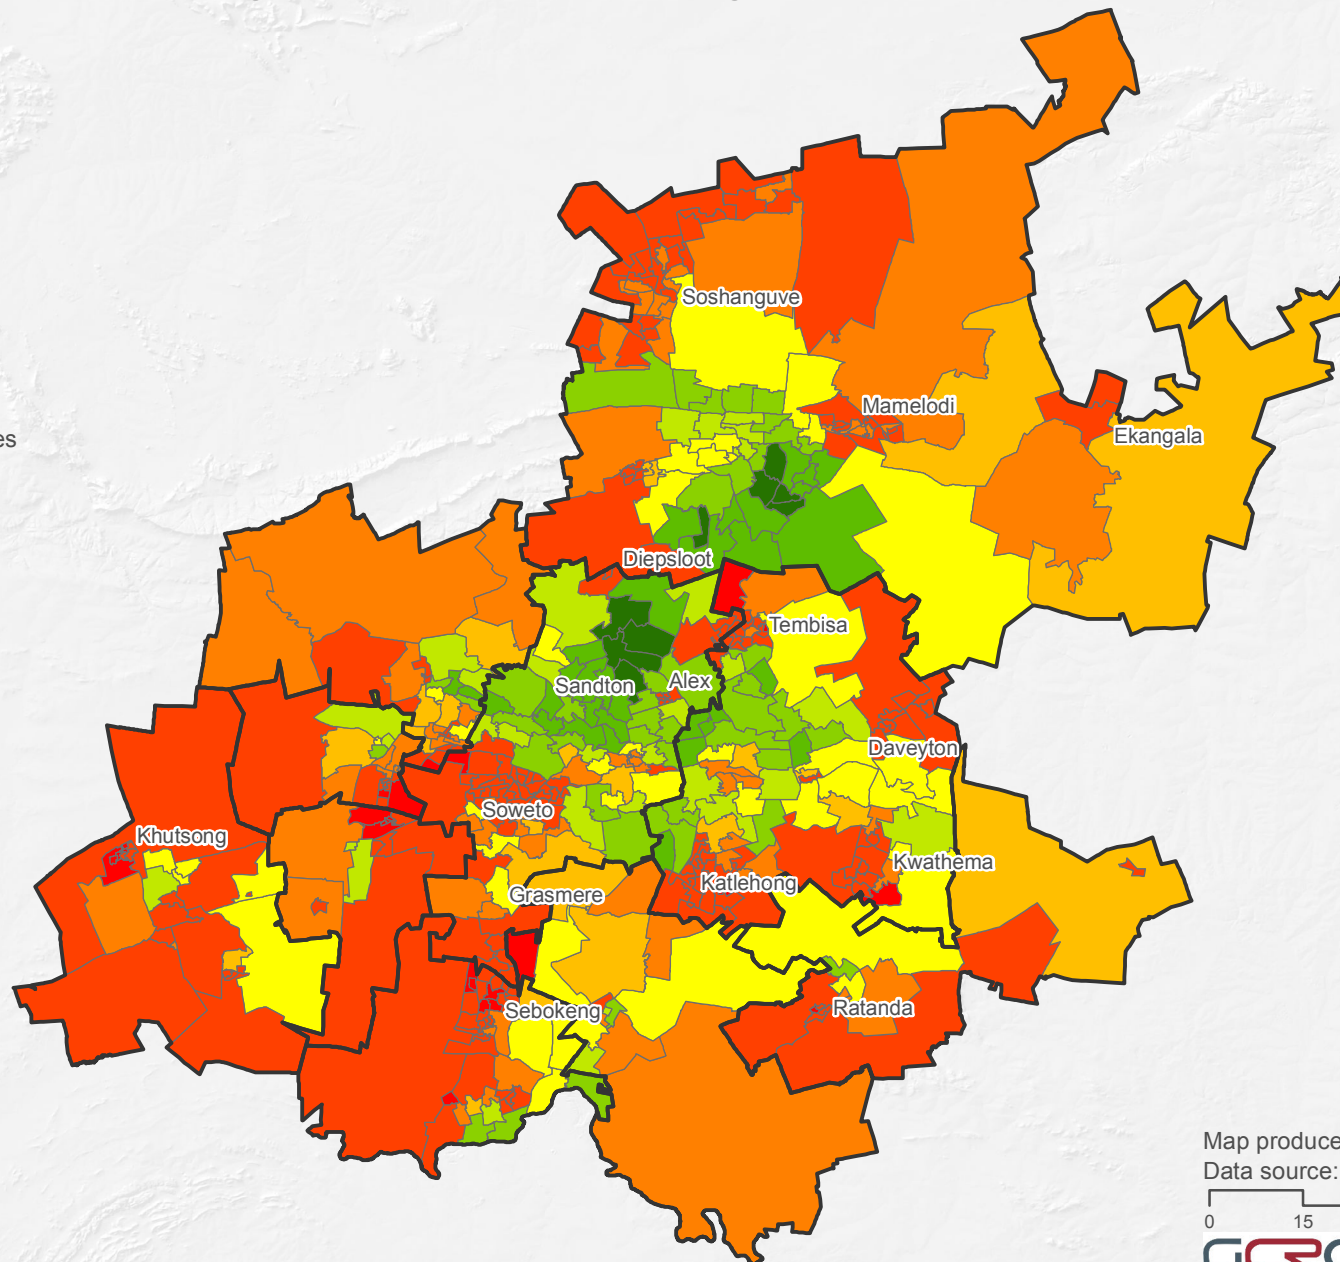 Soshanguve
Mamelodi
es
Ekangala
Diepsloot
Tembisa
Sandton
Alex
Daveyton
Soweto
Khutsong
Kwathema
Katlehong
Grasmere
Ratanda
Sebokeng
Map produce
Data source:
0 15